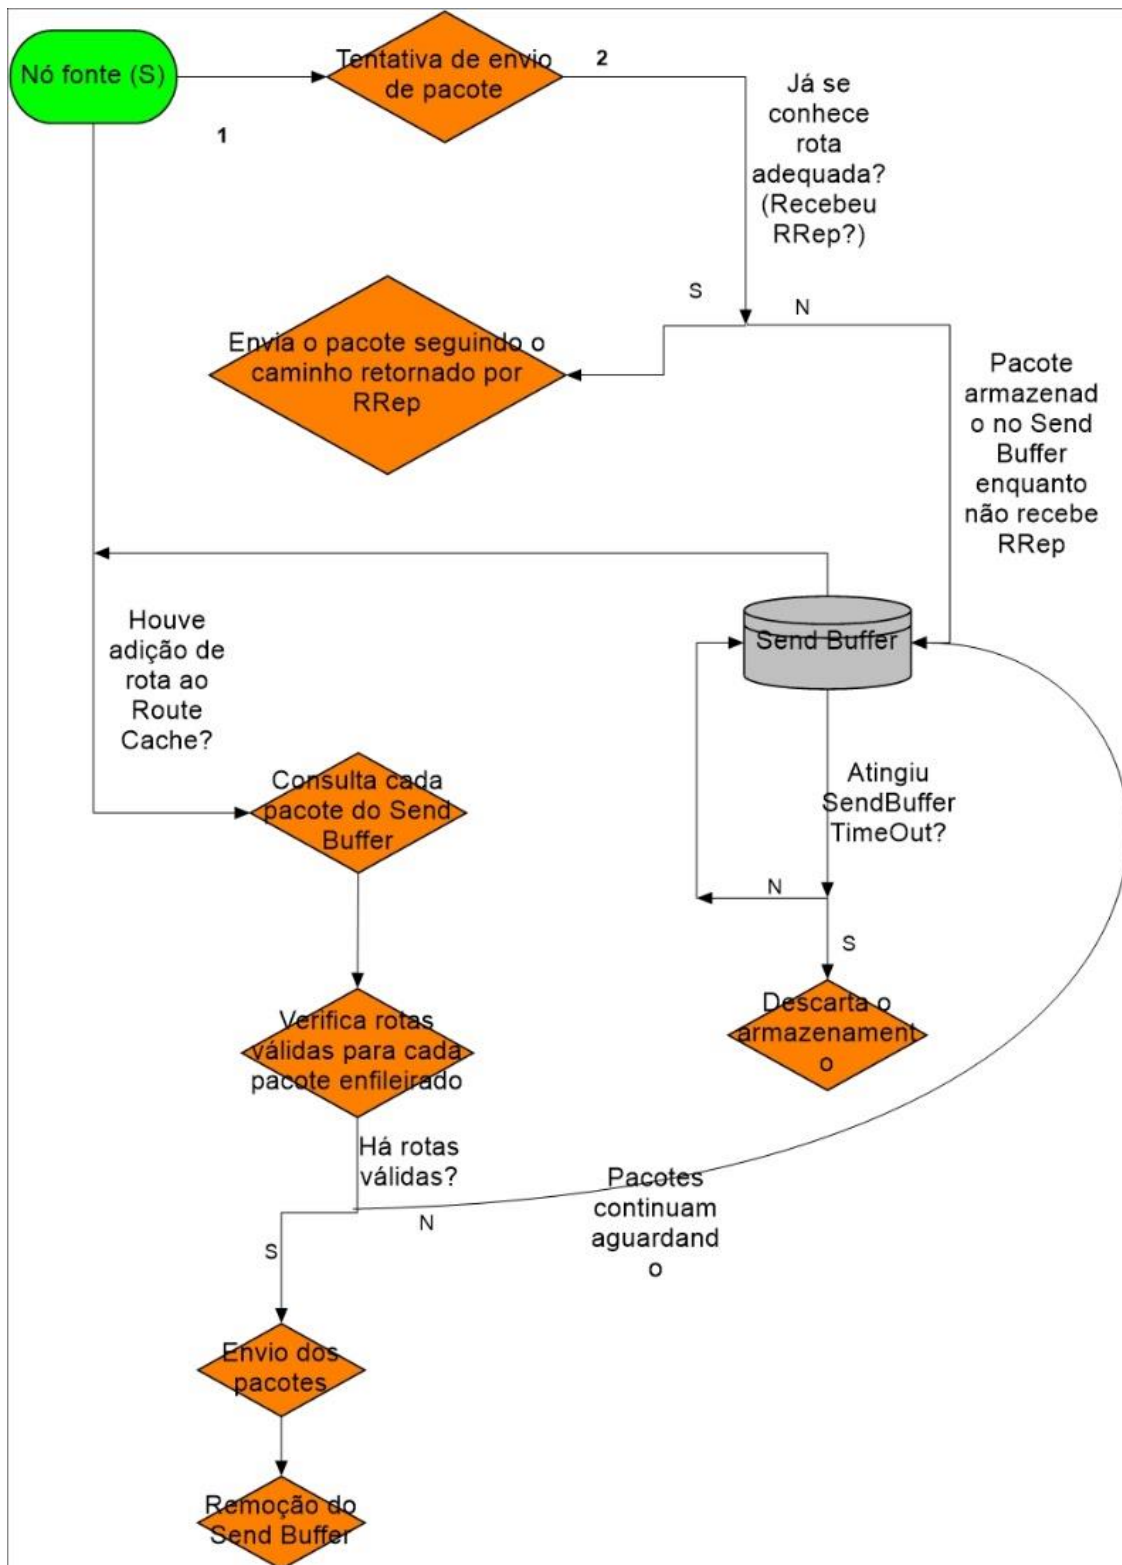 Nó fonte (S)
1
Tentativa de envio
de pacote
2
Já se
conhece
rota
adequada?
(Recebeu
RRep?)
S
N
Envia o pacote seguindo o
caminho retornado por
RRep
Pacote
armazenad
o no Send
Buffer
enquanto
não recebe
RRep
Send Buffer
Houve
adição de
rota ao
Route
Cache?
Consulta cada
pacote do Send
Buffer
Atingiu
SendBuffer
TimeOut?
N
S
Descarta o
armazenament
o
Verifica rotas
válidas para cada
pacote enfileirado
Há rotas
válidas?
N
Pacotes
continuam
aguardand
o
S
Envio dos
pacotes
Remoção do
Send Buffer